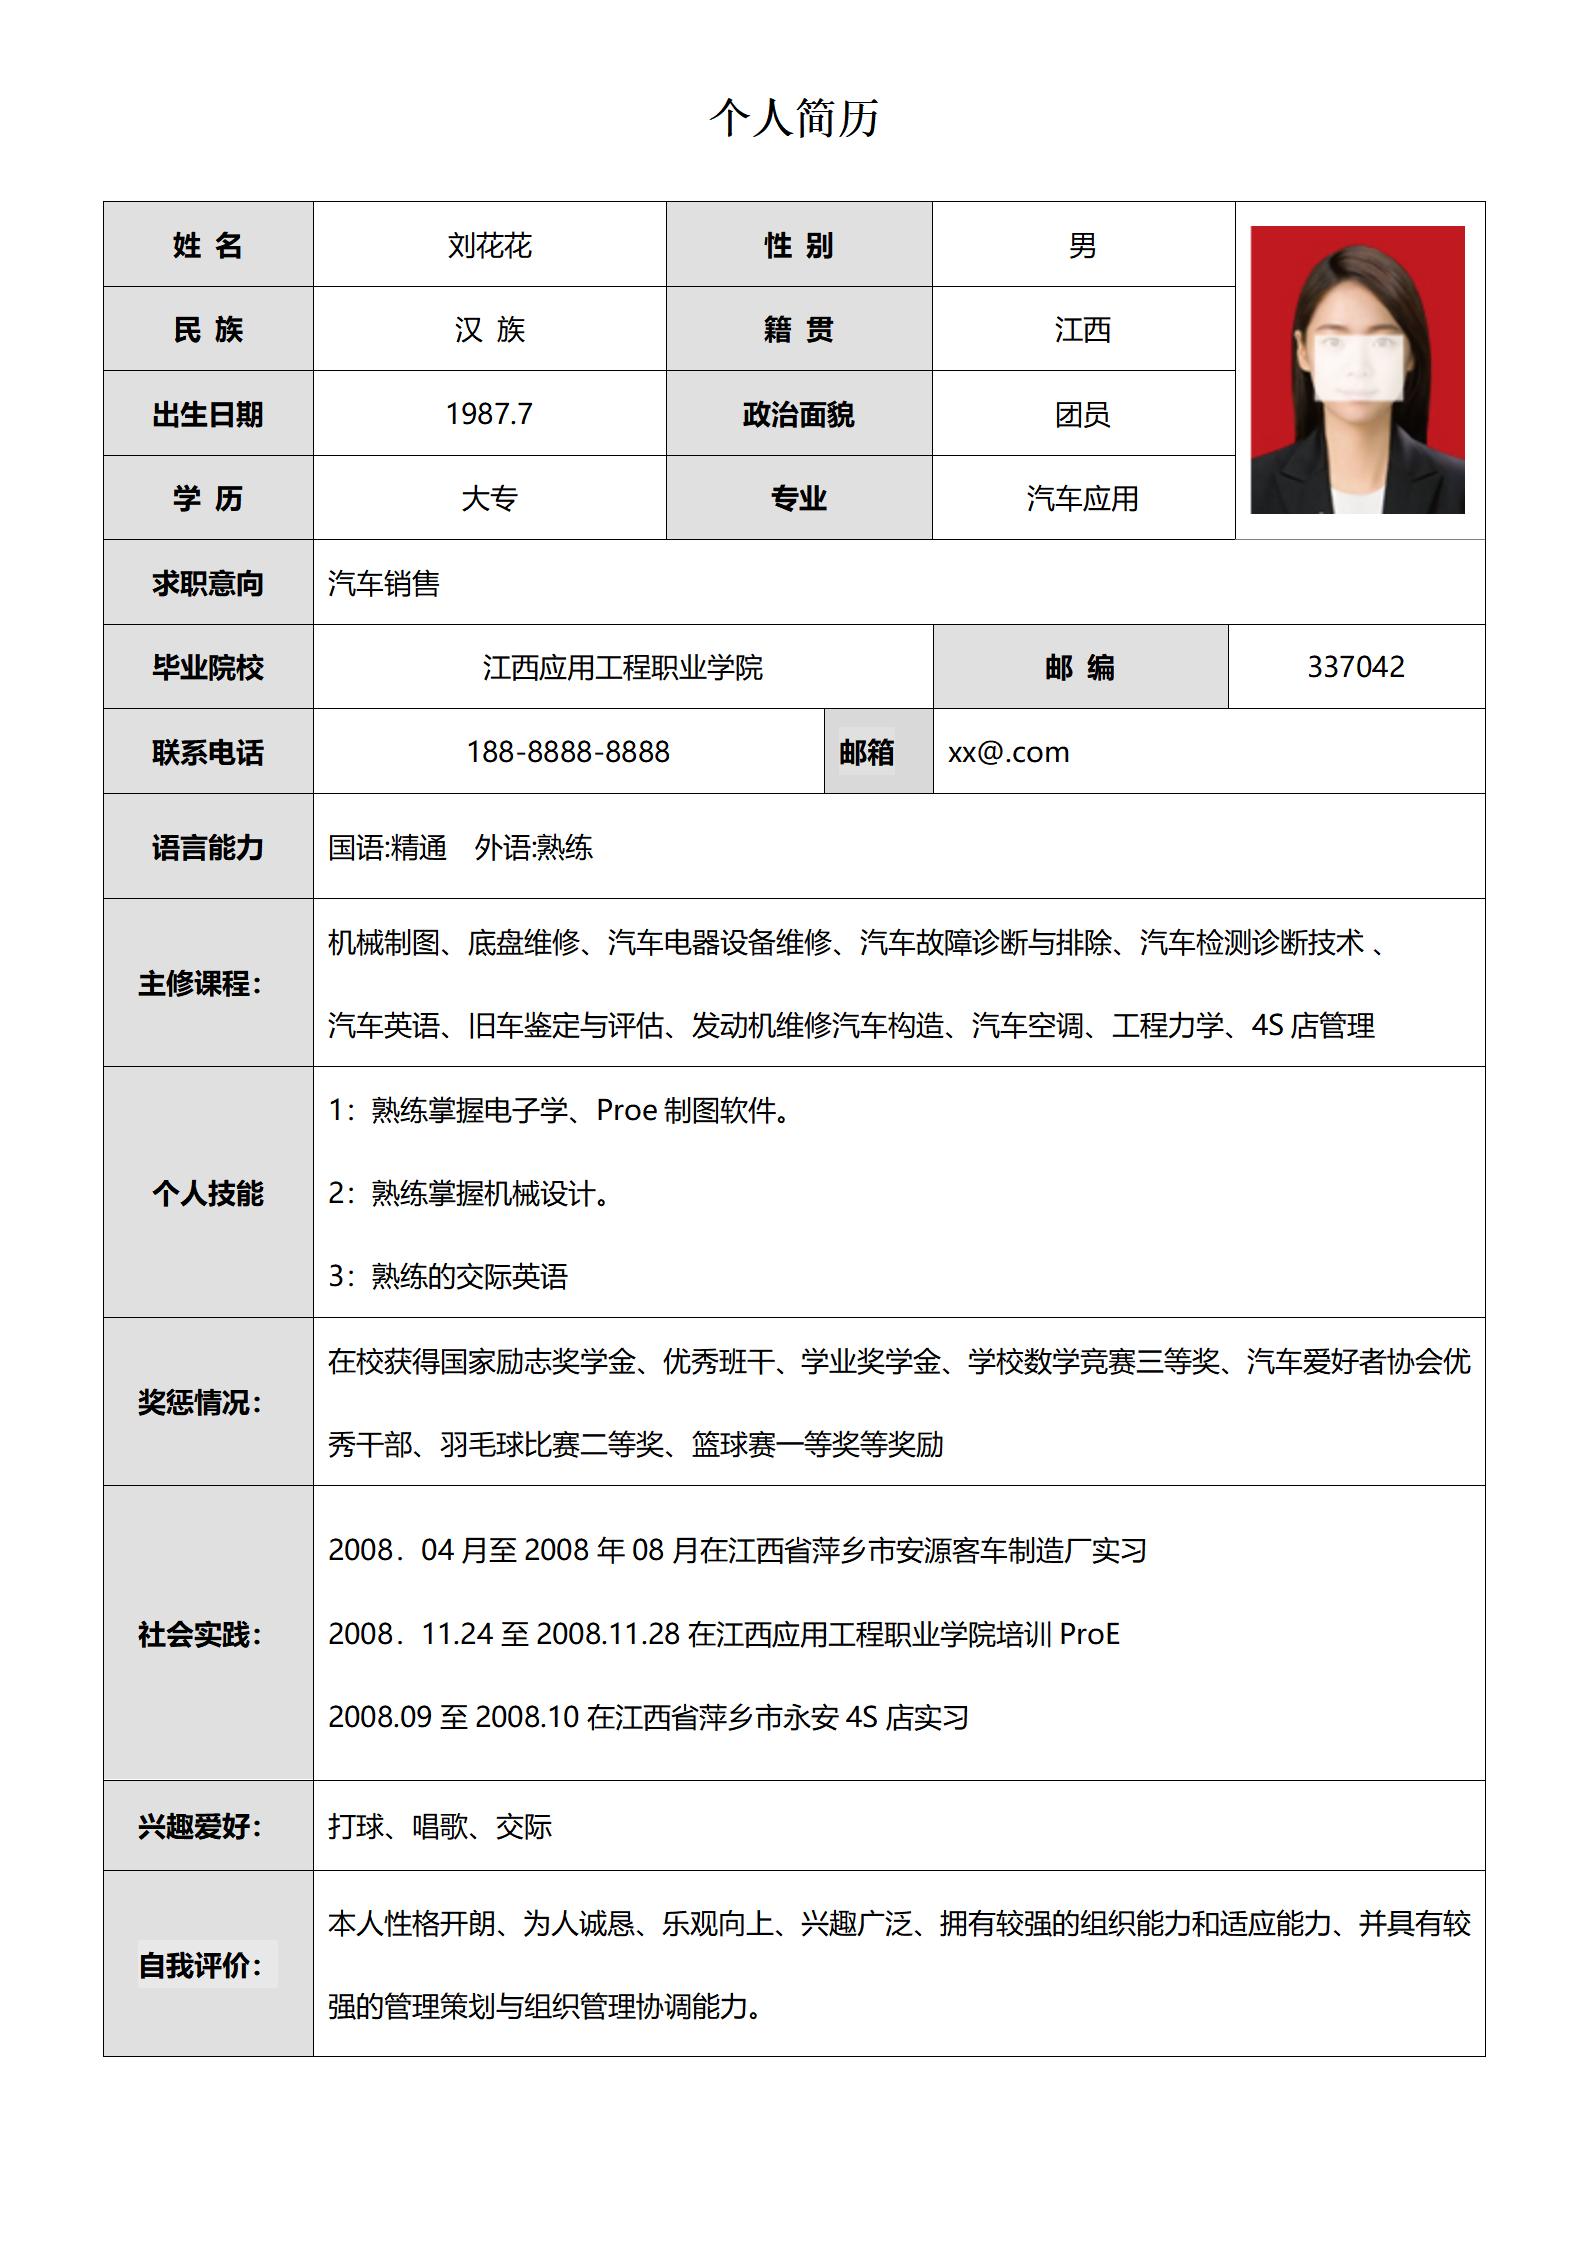 个人简历
姓 名 刘花花 性 别 男
民 族 汉 族 籍 贯 江西
出生日期 1987.7 政治面貌 团员
学 历 大专 专业 汽车应用
求职意向 汽车销售
毕业院校 江西应用工程职业学院 邮 编 337042
联系电话 188-8888-8888 邮箱 xx@.com
语言能力 国语:精通 外语:熟练
主修课程：
机械制图、底盘维修、汽车电器设备维修、汽车故障诊断与排除、汽车检测诊断技术 、
汽车英语、旧车鉴定与评估、发动机维修汽车构造、汽车空调、工程力学、4S 店管理
个人技能
1：熟练掌握电子学、Proe 制图软件。
2：熟练掌握机械设计。
3：熟练的交际英语
奖惩情况：
在校获得国家励志奖学金、优秀班干、学业奖学金、学校数学竞赛三等奖、汽车爱好者协会优
秀干部、羽毛球比赛二等奖、篮球赛一等奖等奖励
社会实践：
2008．04 月至 2008 年 08 月在江西省萍乡市安源客车制造厂实习
2008．11.24 至 2008.11.28 在江西应用工程职业学院培训 ProE
2008.09 至 2008.10 在江西省萍乡市永安 4S 店实习
兴趣爱好： 打球、唱歌、交际
自我评价：
本人性格开朗、为人诚恳、乐观向上、兴趣广泛、拥有较强的组织能力和适应能力、并具有较
强的管理策划与组织管理协调能力。